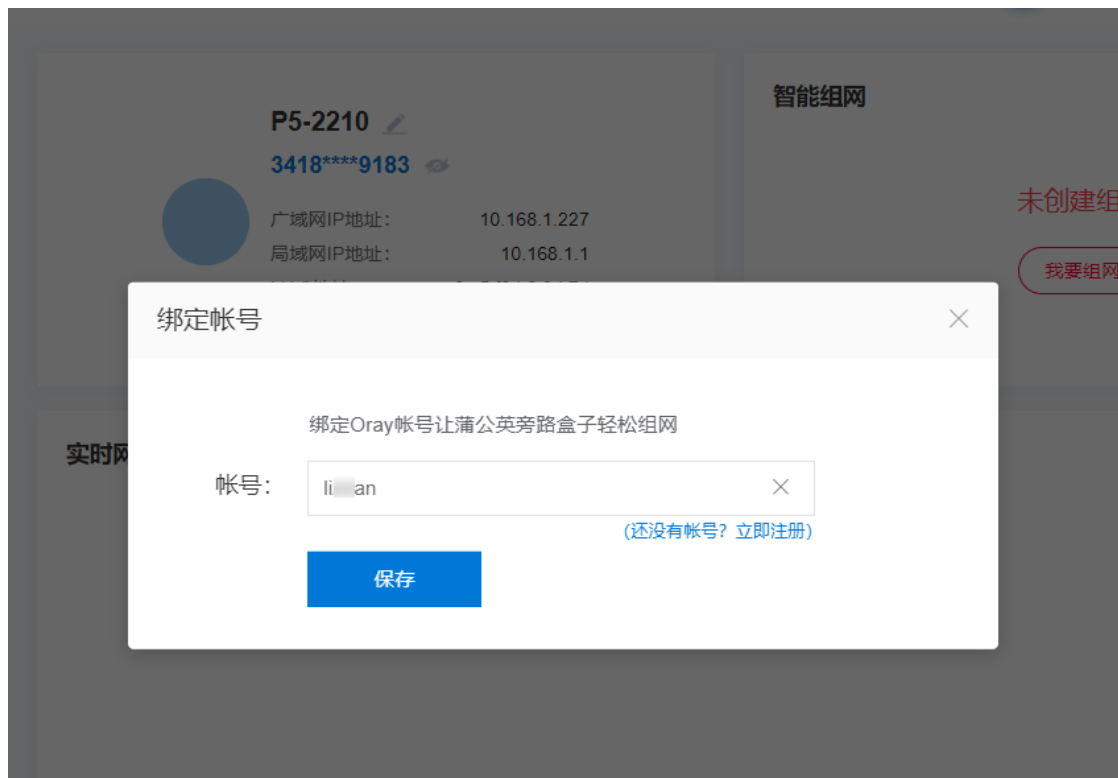 智能组网
P5-2210
3418****9183
未创建组
广域网IP地址： 10.168.1.227
局域网IP地址： 10.168.1.1
我要组网
绑定帐号
实时网
绑定Oray帐号让蒲公英旁路盒子轻松组网
帐号： li an
(还没有帐号？立即注册)
保存